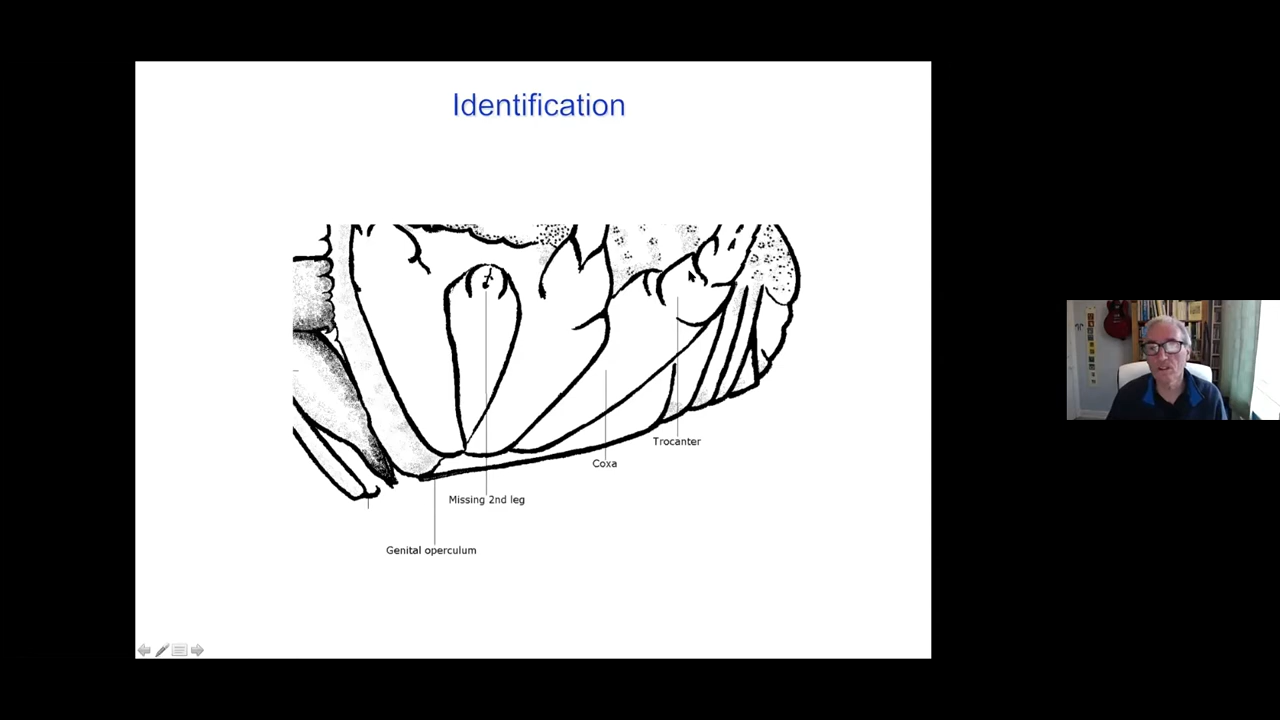 Identification
Trocanter
Coxa
Missing 2nd leg
Genital operculum